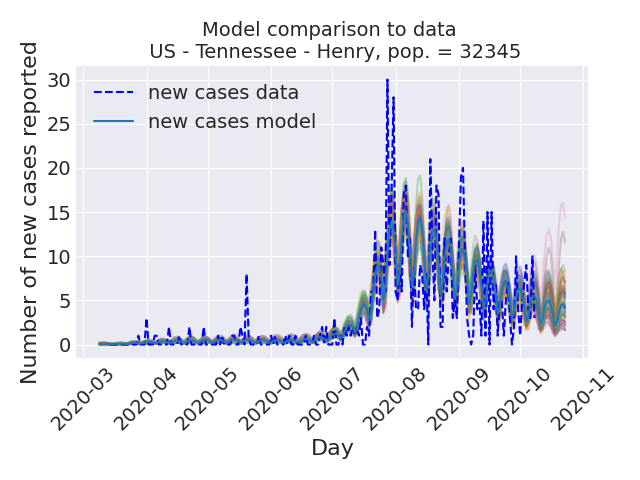 Model comparison to data
US - Tennessee - Henry, pop. = 32345
Number of new cases reported
30
25
20
15
10
5
0
new cases data
new cases model
2020-03
2020-04
2020-05
2020-06
2020-07
2020-08
2020-09
2020-10
2020-11
Day